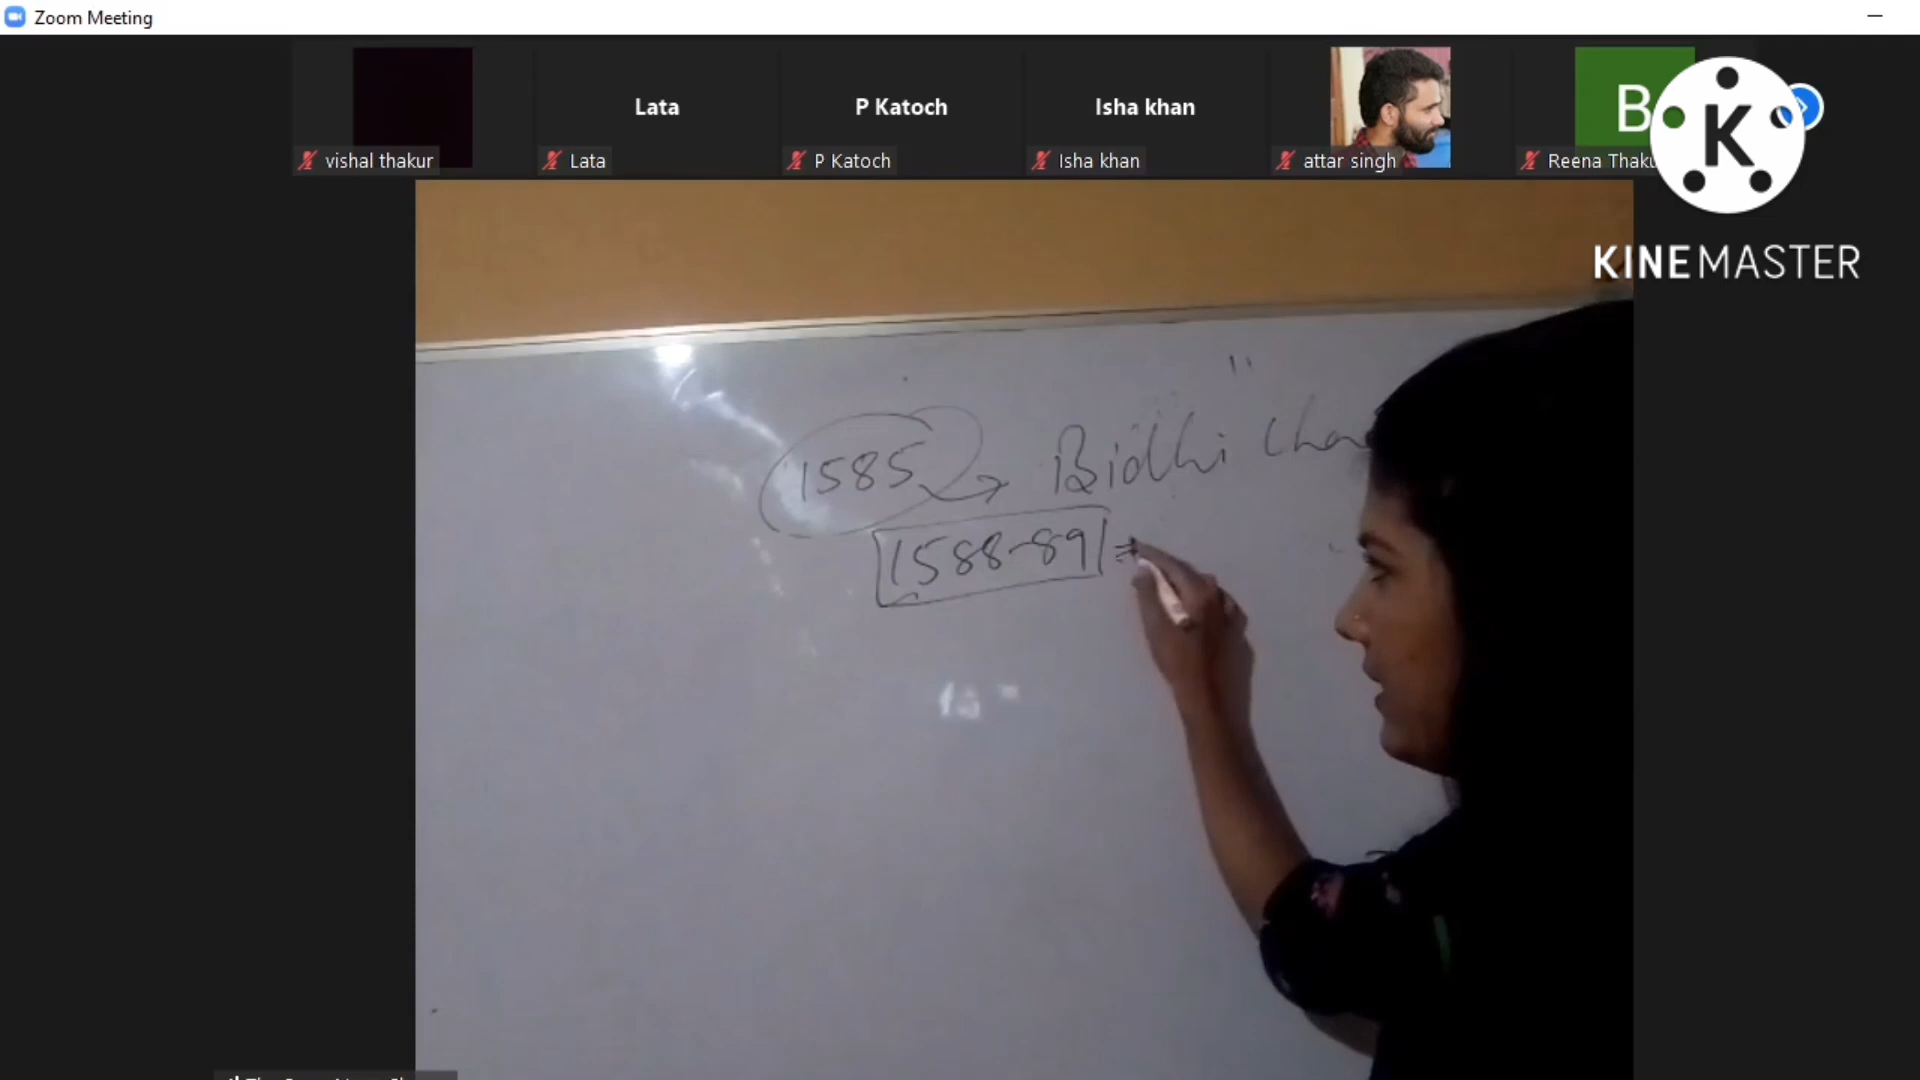 Zoom Meeting
Lata
P Katoch
Isha khan
B
K
vishal thakur
Lata
P Katoch
Isha khan
attar singh
Reena Thaku
KINEMASTER
1585 → Bidhi Cha
1588-89 =